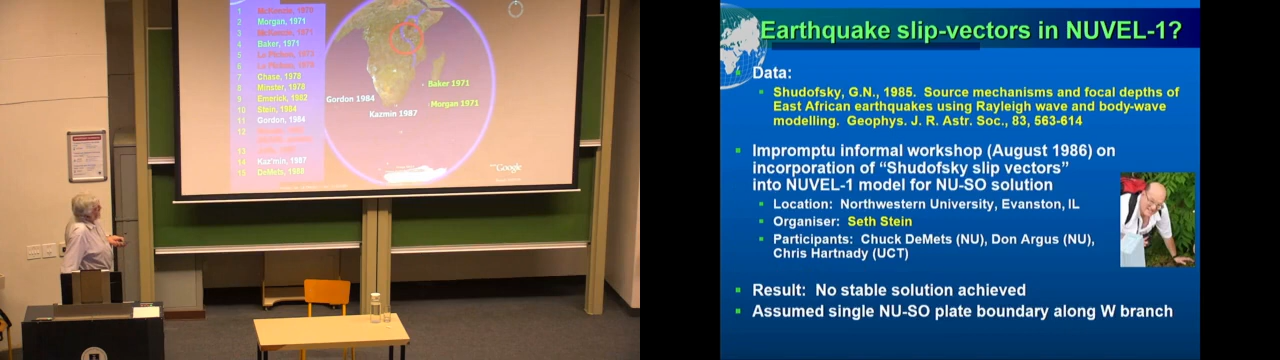 1 McKenzie, 1970
2 Morgan, 1971
3 McKenzie, 1971
4 Baker, 1971
5
6
7 Chase, 1978
8 Minster, 1978
9 Emerick, 1982
10 Stein, 1984
11 Gordon, 1984
12
13
14 Kaz'min, 1987
15 DeMets, 1988
Baker 1971
Gordon 1984
Morgan 1971
Kazmin 1987
Google
Earthquake slip-vectors in NUVEL-1?
Data:
Shudofsky, G.N., 1985. Source mechanisms and focal depths of
East African earthquakes using Rayleigh wave and body-wave
modelling. Geophys. J. R. Astr. Soc., 83, 563-614
Impromptu informal workshop (August 1986) on
incorporation of “Shudofsky slip vectors”
into NUVEL-1 model for NU-SO solution
Location: Northwestern University, Evanston, IL
Organiser: Seth Stein
Participants: Chuck DeMets (NU), Don Argus (NU),
Chris Hartnady (UCT)
Result: No stable solution achieved
Assumed single NU-SO plate boundary along W branch